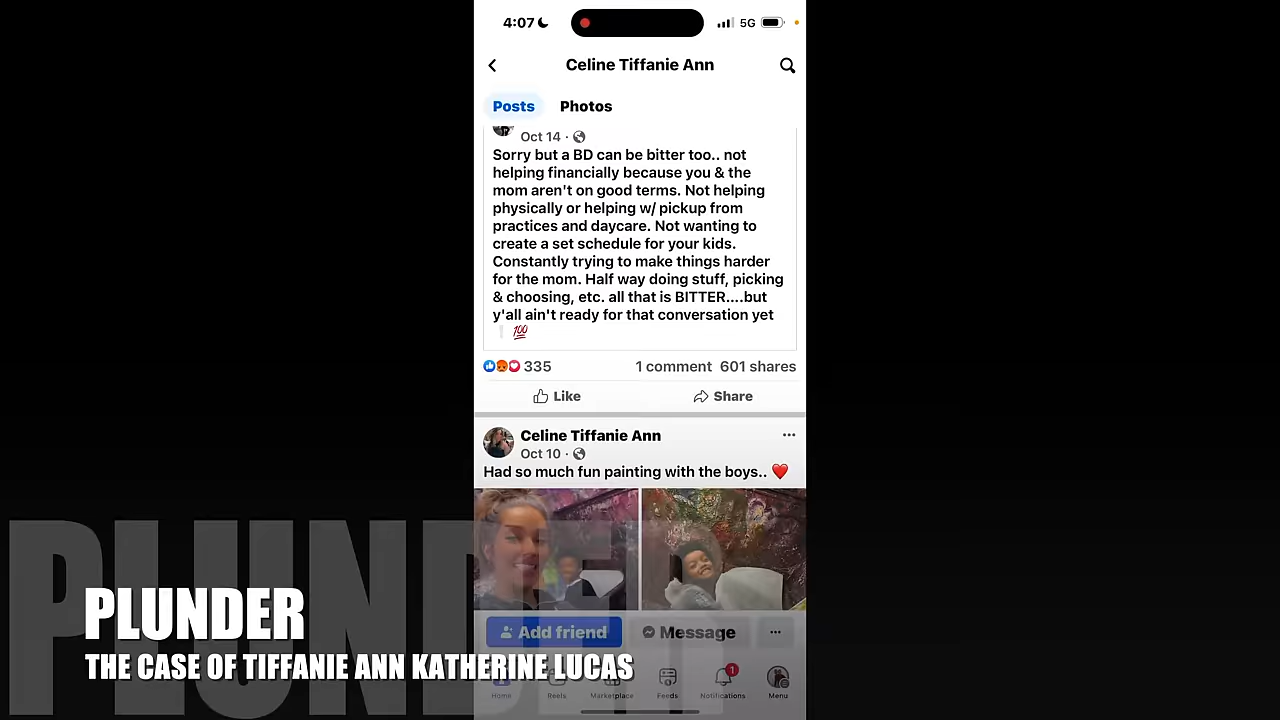 4:07
5G
Celine Tiffanie Ann
Posts Photos
Oct 14 ·
Sorry but a BD can be bitter too.. not
helping financially because you & the
mom aren't on good terms. Not helping
physically or helping w/ pickup from
practices and daycare. Not wanting to
create a set schedule for your kids.
Constantly trying to make things harder
for the mom. Half way doing stuff, picking
& choosing, etc. all that is BITTER....but
y'all ain't ready for that conversation yet
❕ 💯
335 1 comment 601 shares
Like Share
Celine Tiffanie Ann
Oct 10 ·
Had so much fun painting with the boys.. ❤️
PLUNDER
PLUNDER
THE CASE OF TIFFANIE ANN KATHERINE LUCAS
Add friend Message
1
Home Reels Marketplace Feeds Notifications Menu